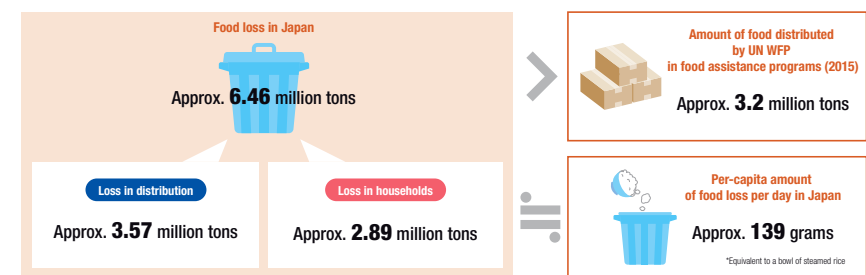 Food loss in Japan
Approx. 6.46 million tons
Loss in distribution
Approx. 3.57 million tons
Loss in households
Approx. 2.89 million tons
>
Amount of food distributed
by UN WFP
in food assistance programs (2015)
Approx. 3.2 million tons
≒
Per-capita amount
of food loss per day in Japan
Approx. 139 grams
*Equivalent to a bowl of steamed rice